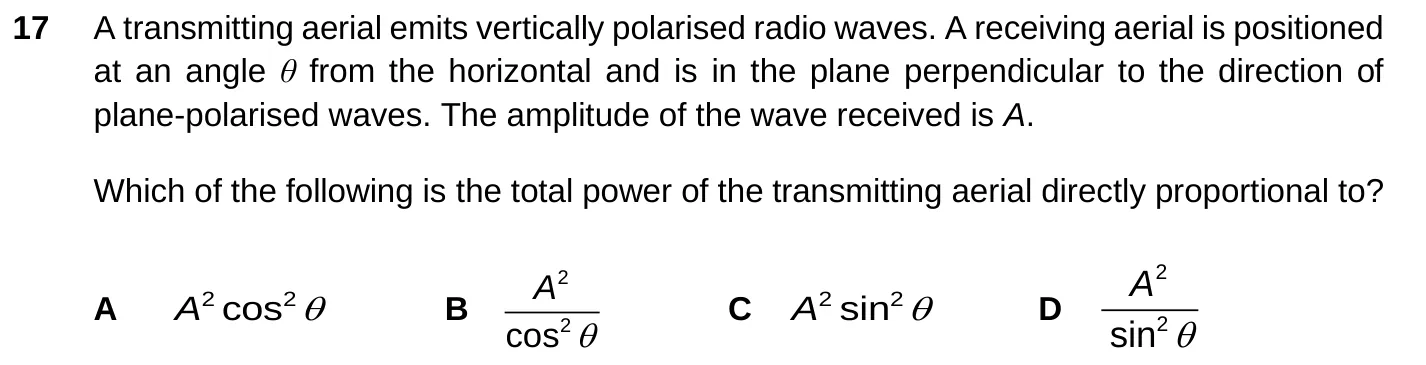 17 A transmitting aerial emits vertically polarised radio waves. A receiving aerial is positioned
at an angle θ from the horizontal and is in the plane perpendicular to the direction of
plane-polarised waves. The amplitude of the wave received is A.
Which of the following is the total power of the transmitting aerial directly proportional to?
A A² cos² θ B A²/cos² θ C A² sin² θ D A²/sin² θ